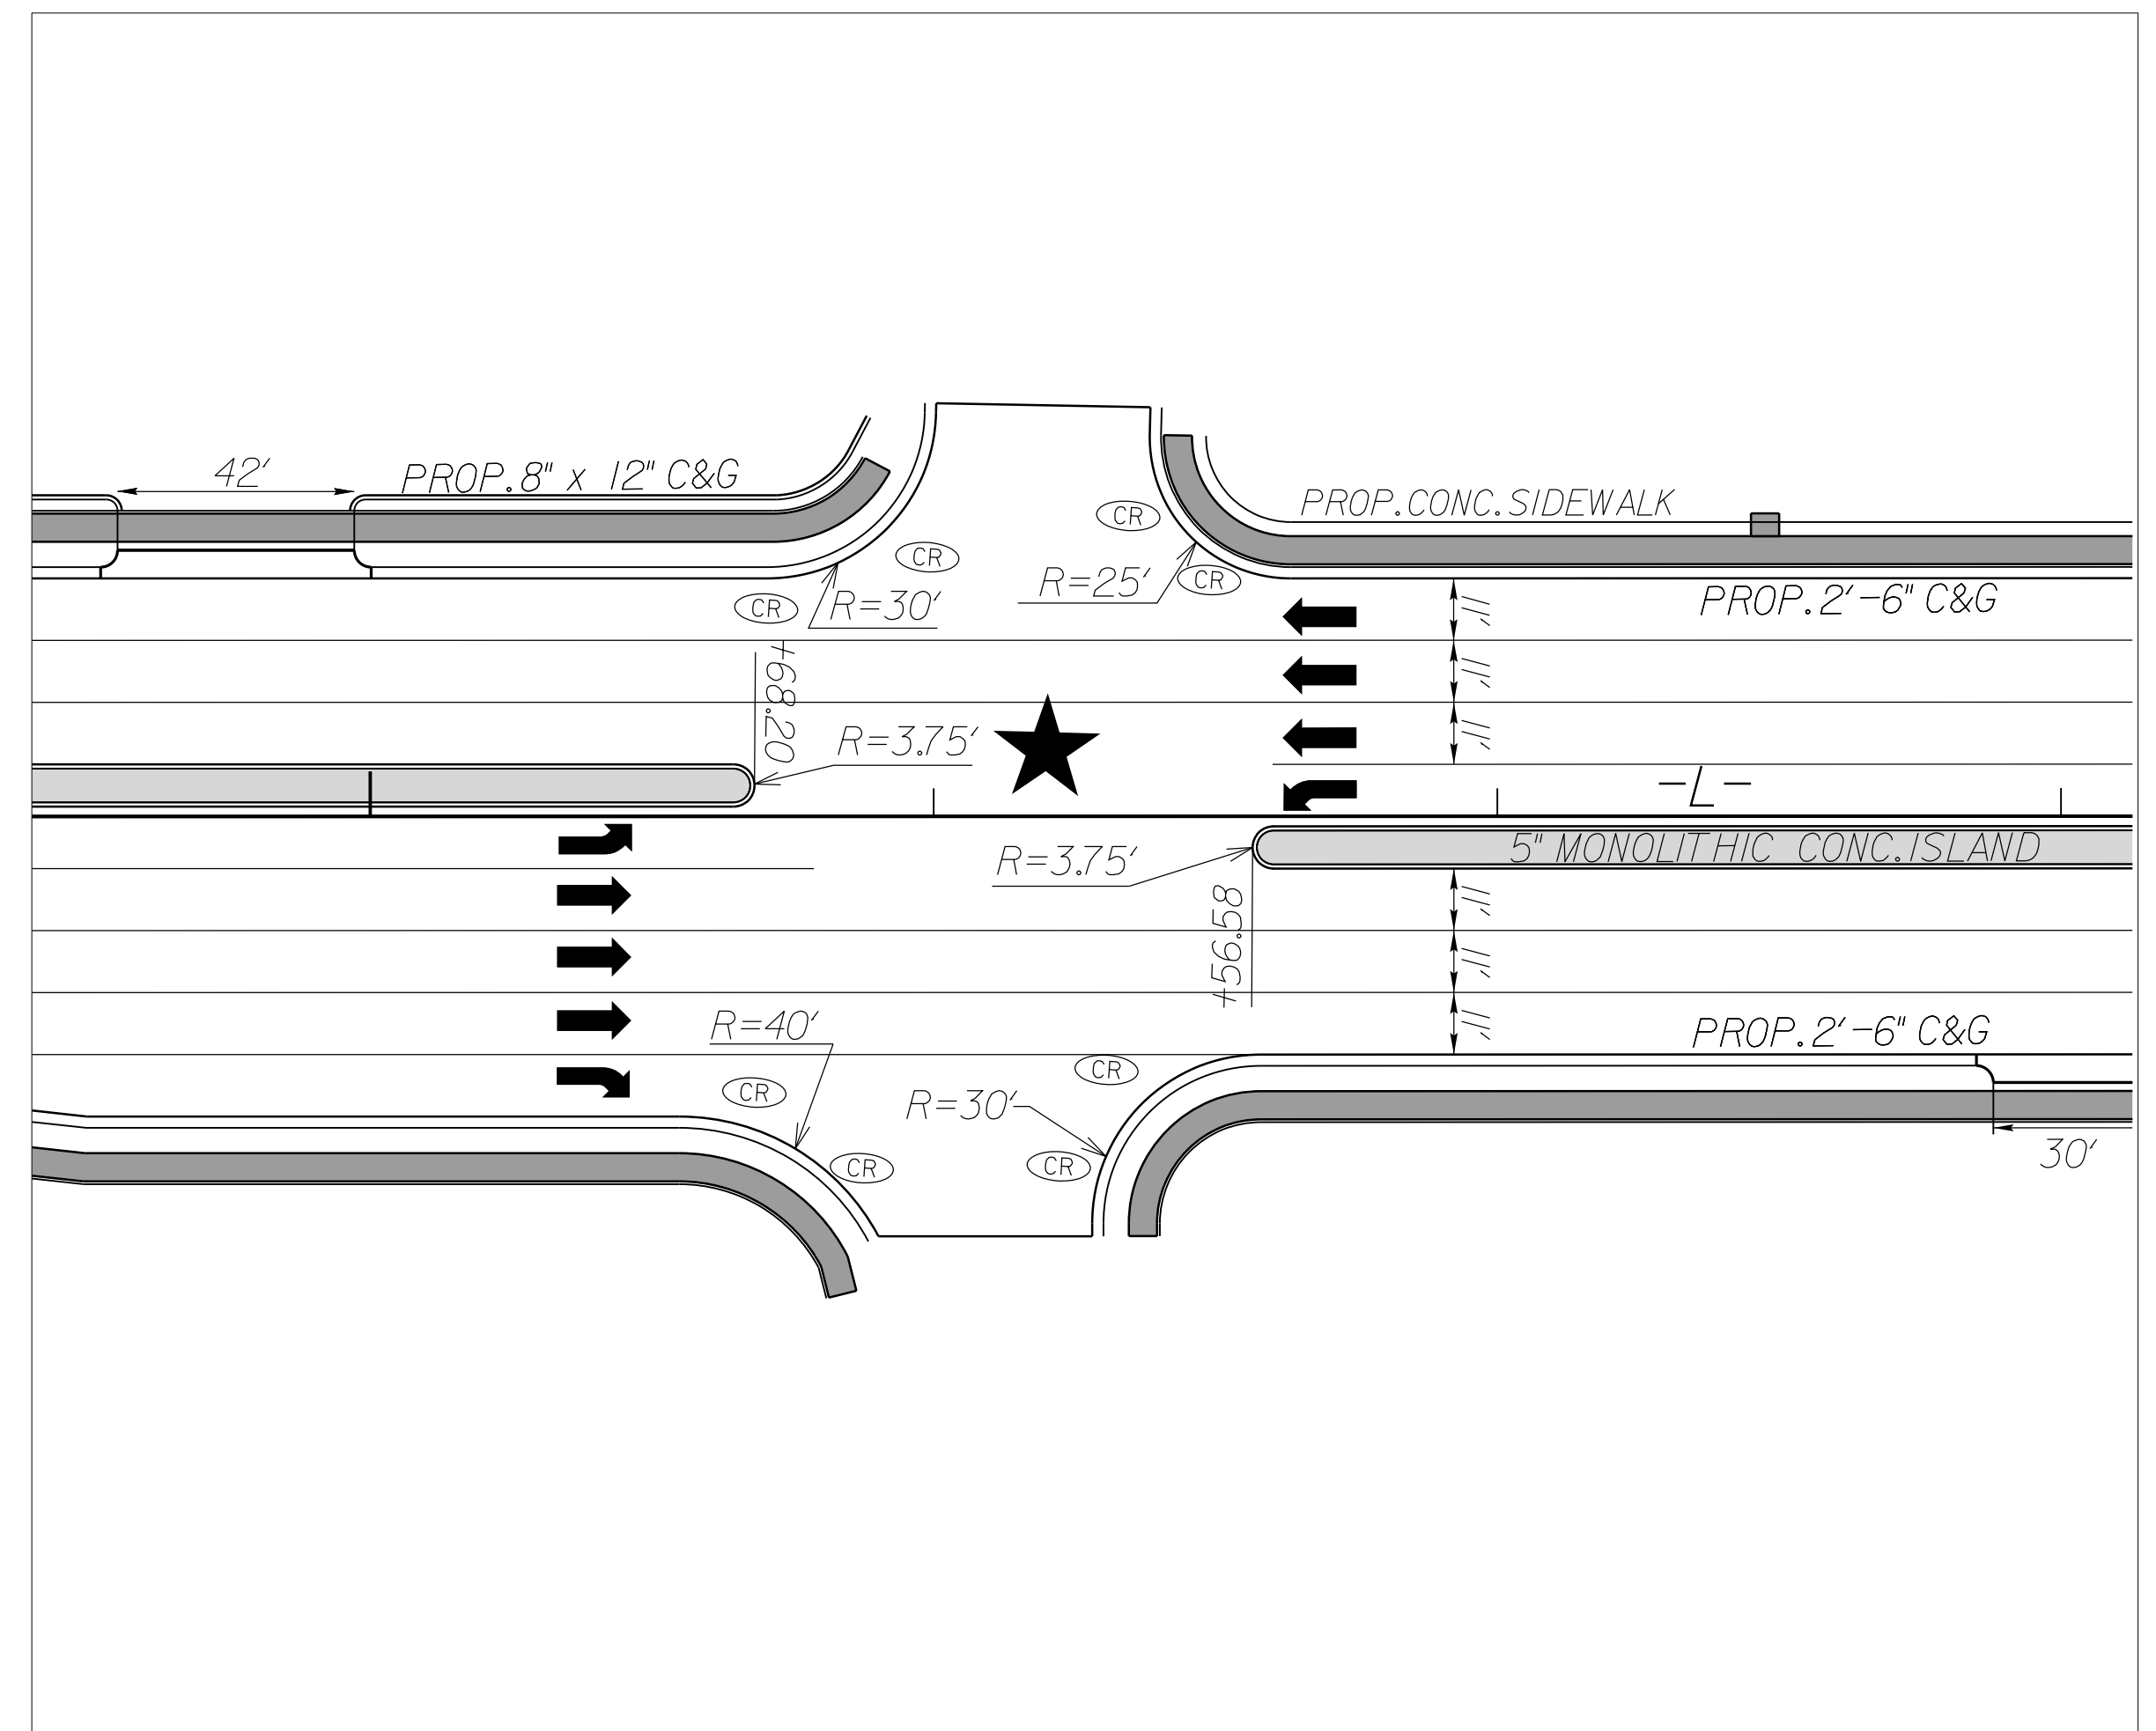 42'
PROP.8" x 12" C&G
PROP.CONC.SIDEWALK
CR
CR
R=25'
CR
CR
R=30'
11'
PROP.2'-6" C&G
+68.20
11'
R=3.75'
11'
-L-
R=3.75'
5" MONOLITHIC CONC.ISLAND
11'
+56.58
11'
R=40'
11'
PROP.2'-6" C&G
CR
CR
R=30'
CR
CR
30'